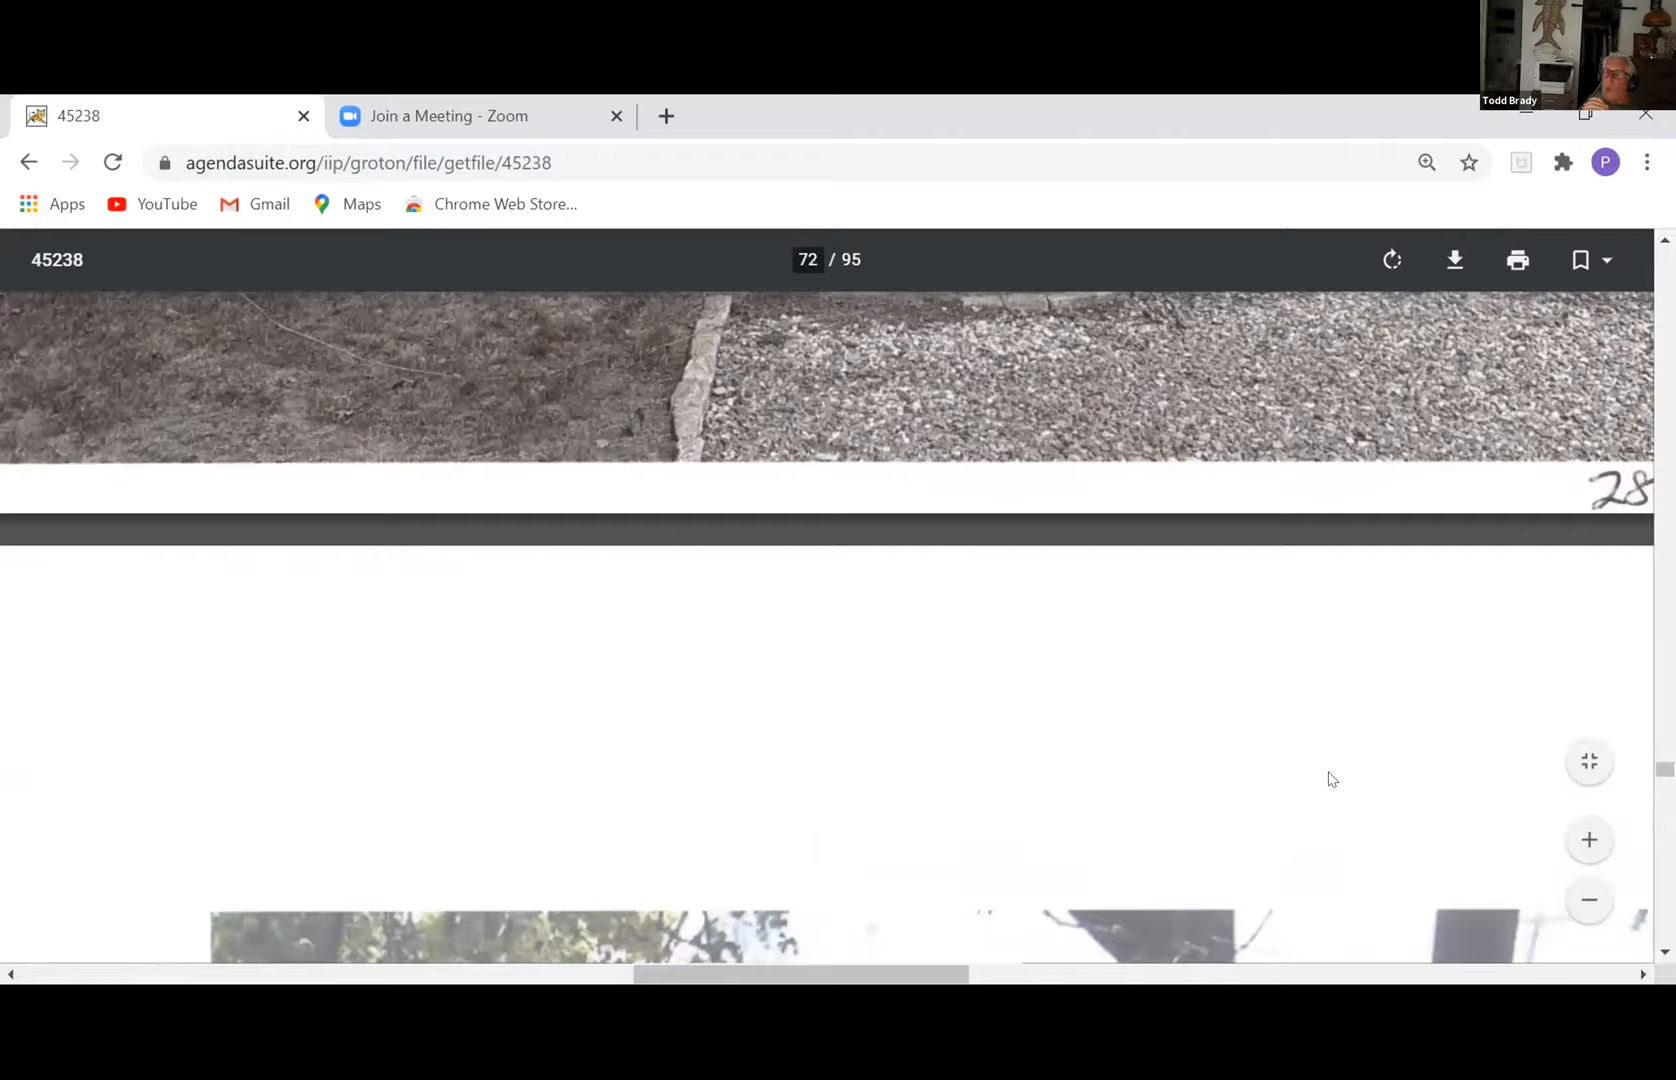 Todd Brady
45238
Join a Meeting - Zoom
agendasuite.org/iip/groton/file/getfile/45238
P
Apps
YouTube
Gmail
Maps
Chrome Web Store...
45238
72 / 95
28